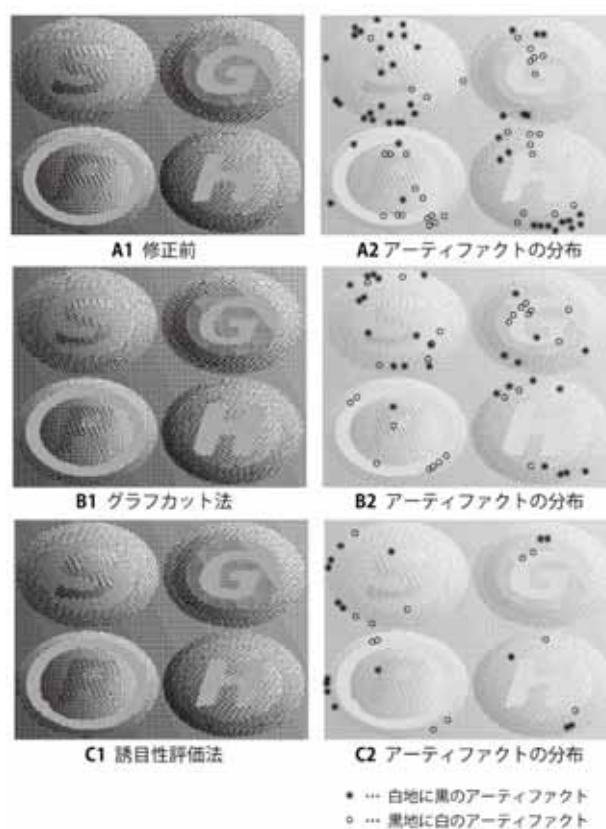 A1 修正前
A2 アーティファクトの分布
B1 グラフカット法
B2 アーティファクトの分布
C1 誘目性評価法
C2 アーティファクトの分布
● … 白地に黒のアーティファクト
○ … 黒地に白のアーティファクト